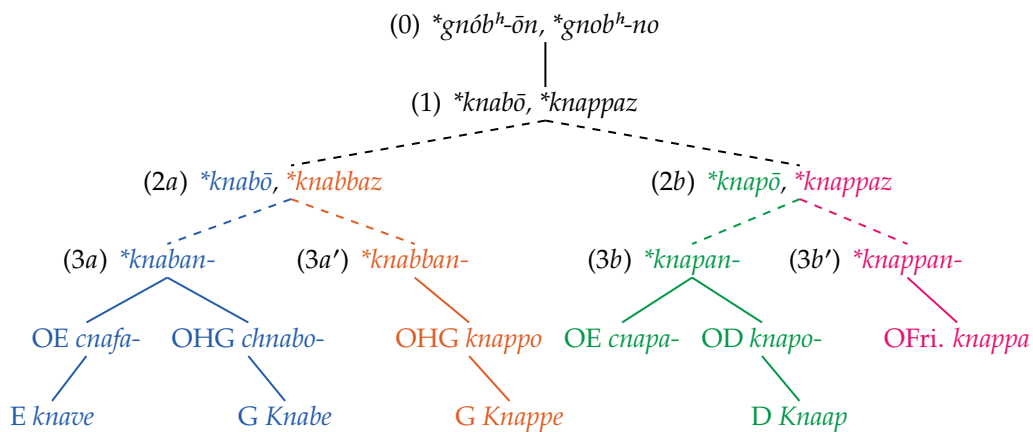 (0) *gnóbʰ-ōn, *gnobʰ-no
(1) *knabō, *knappaz
(2a) *knabō, *knabbaz (2b) *knapō, *knappaz
(3a) *knaban- (3a′) *knabban- (3b) *knapan- (3b′) *knappan-
OE cnafa- OHG chnabo- OHG knappo OE cnapa- OD knapo- OFri. knappa
E knave G Knabe G Knappe D Knaap